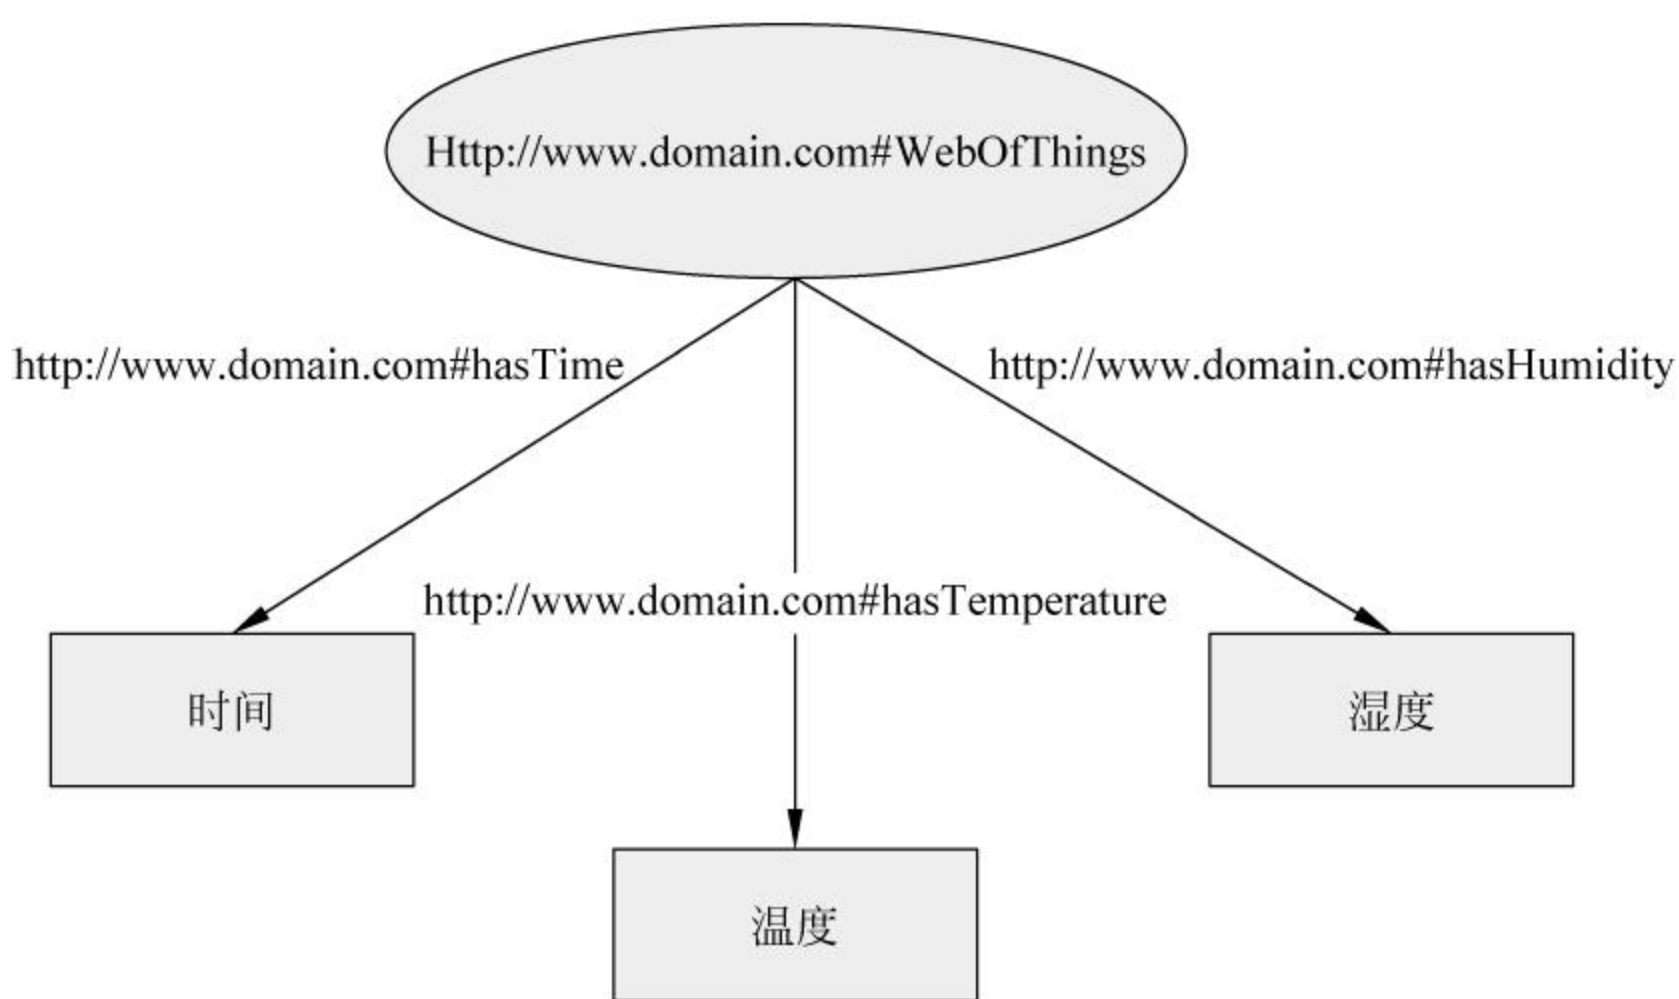 Http://www.domain.com#WebOfThings
http://www.domain.com#hasTime
http://www.domain.com#hasHumidity
http://www.domain.com#hasTemperature
时间
湿度
温度